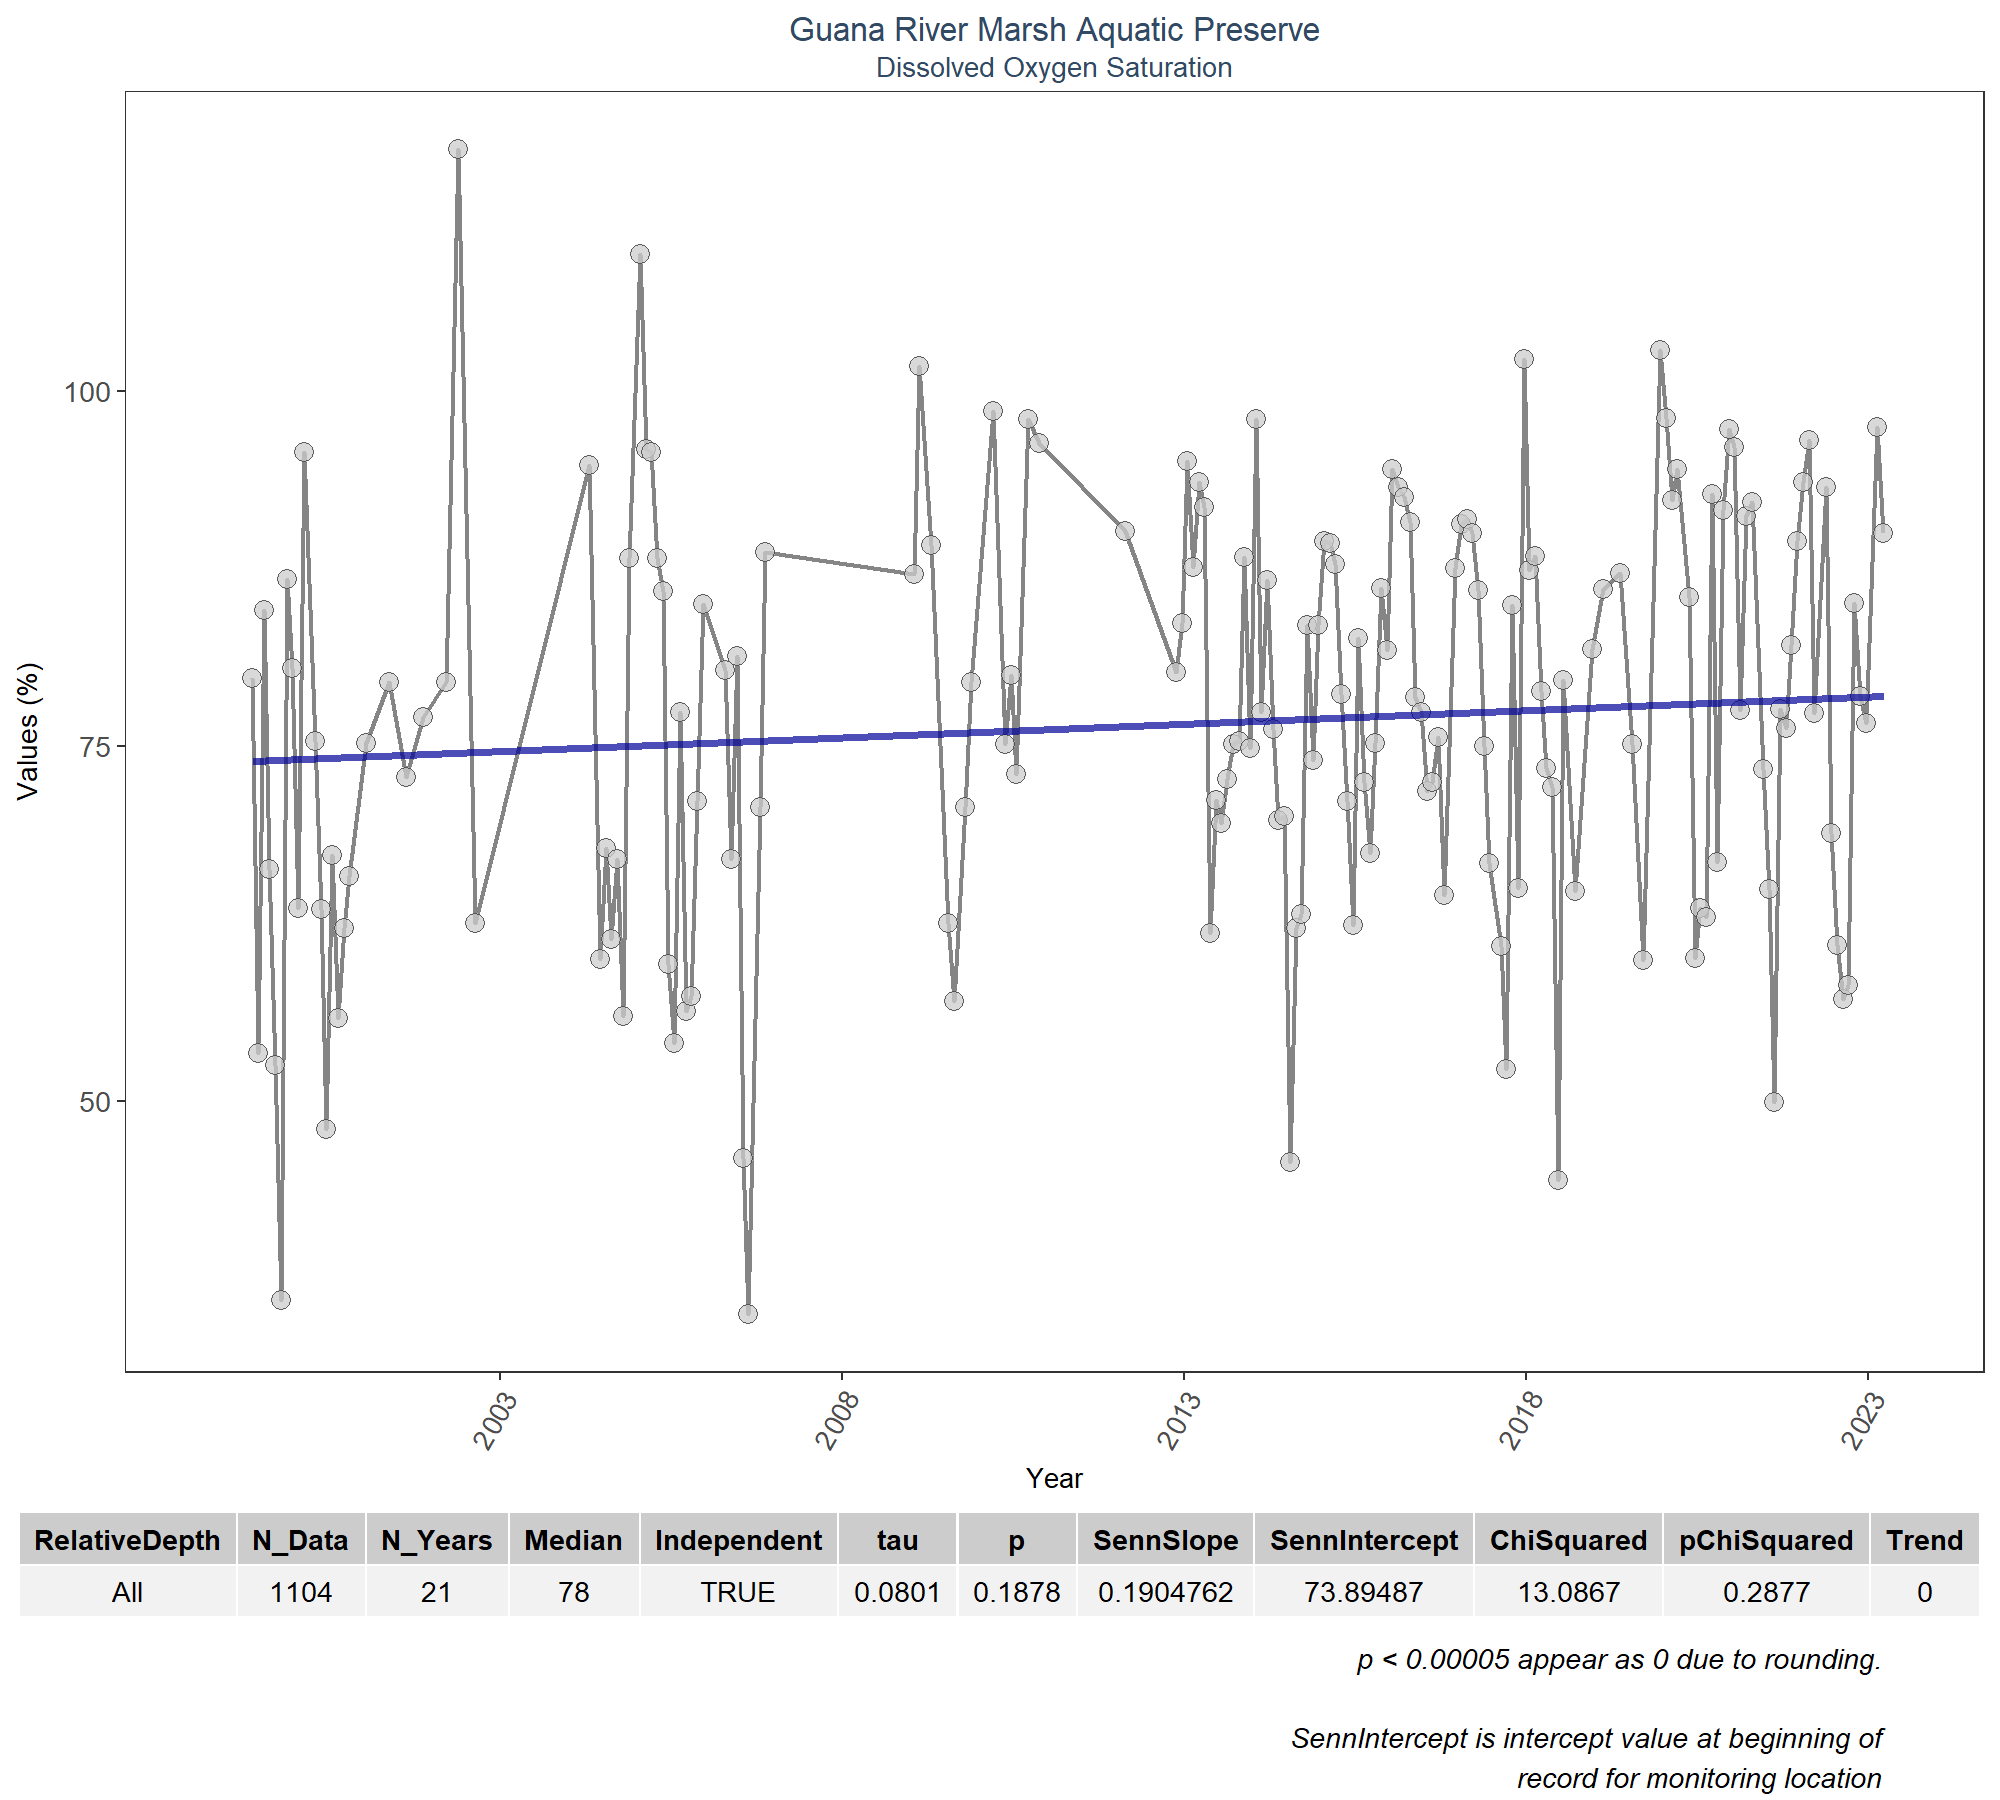 Guana River Marsh Aquatic Preserve
Dissolved Oxygen Saturation
Values (%)
100
75
50
2003
2008
2013
2018
2023
Year
RelativeDepth N_Data N_Years Median Independent tau p SennSlope SennIntercept ChiSquared pChiSquared Trend
All 1104 21 78 TRUE 0.0801 0.1878 0.1904762 73.89487 13.0867 0.2877 0
p < 0.00005 appear as 0 due to rounding.
SennIntercept is intercept value at beginning of
record for monitoring location